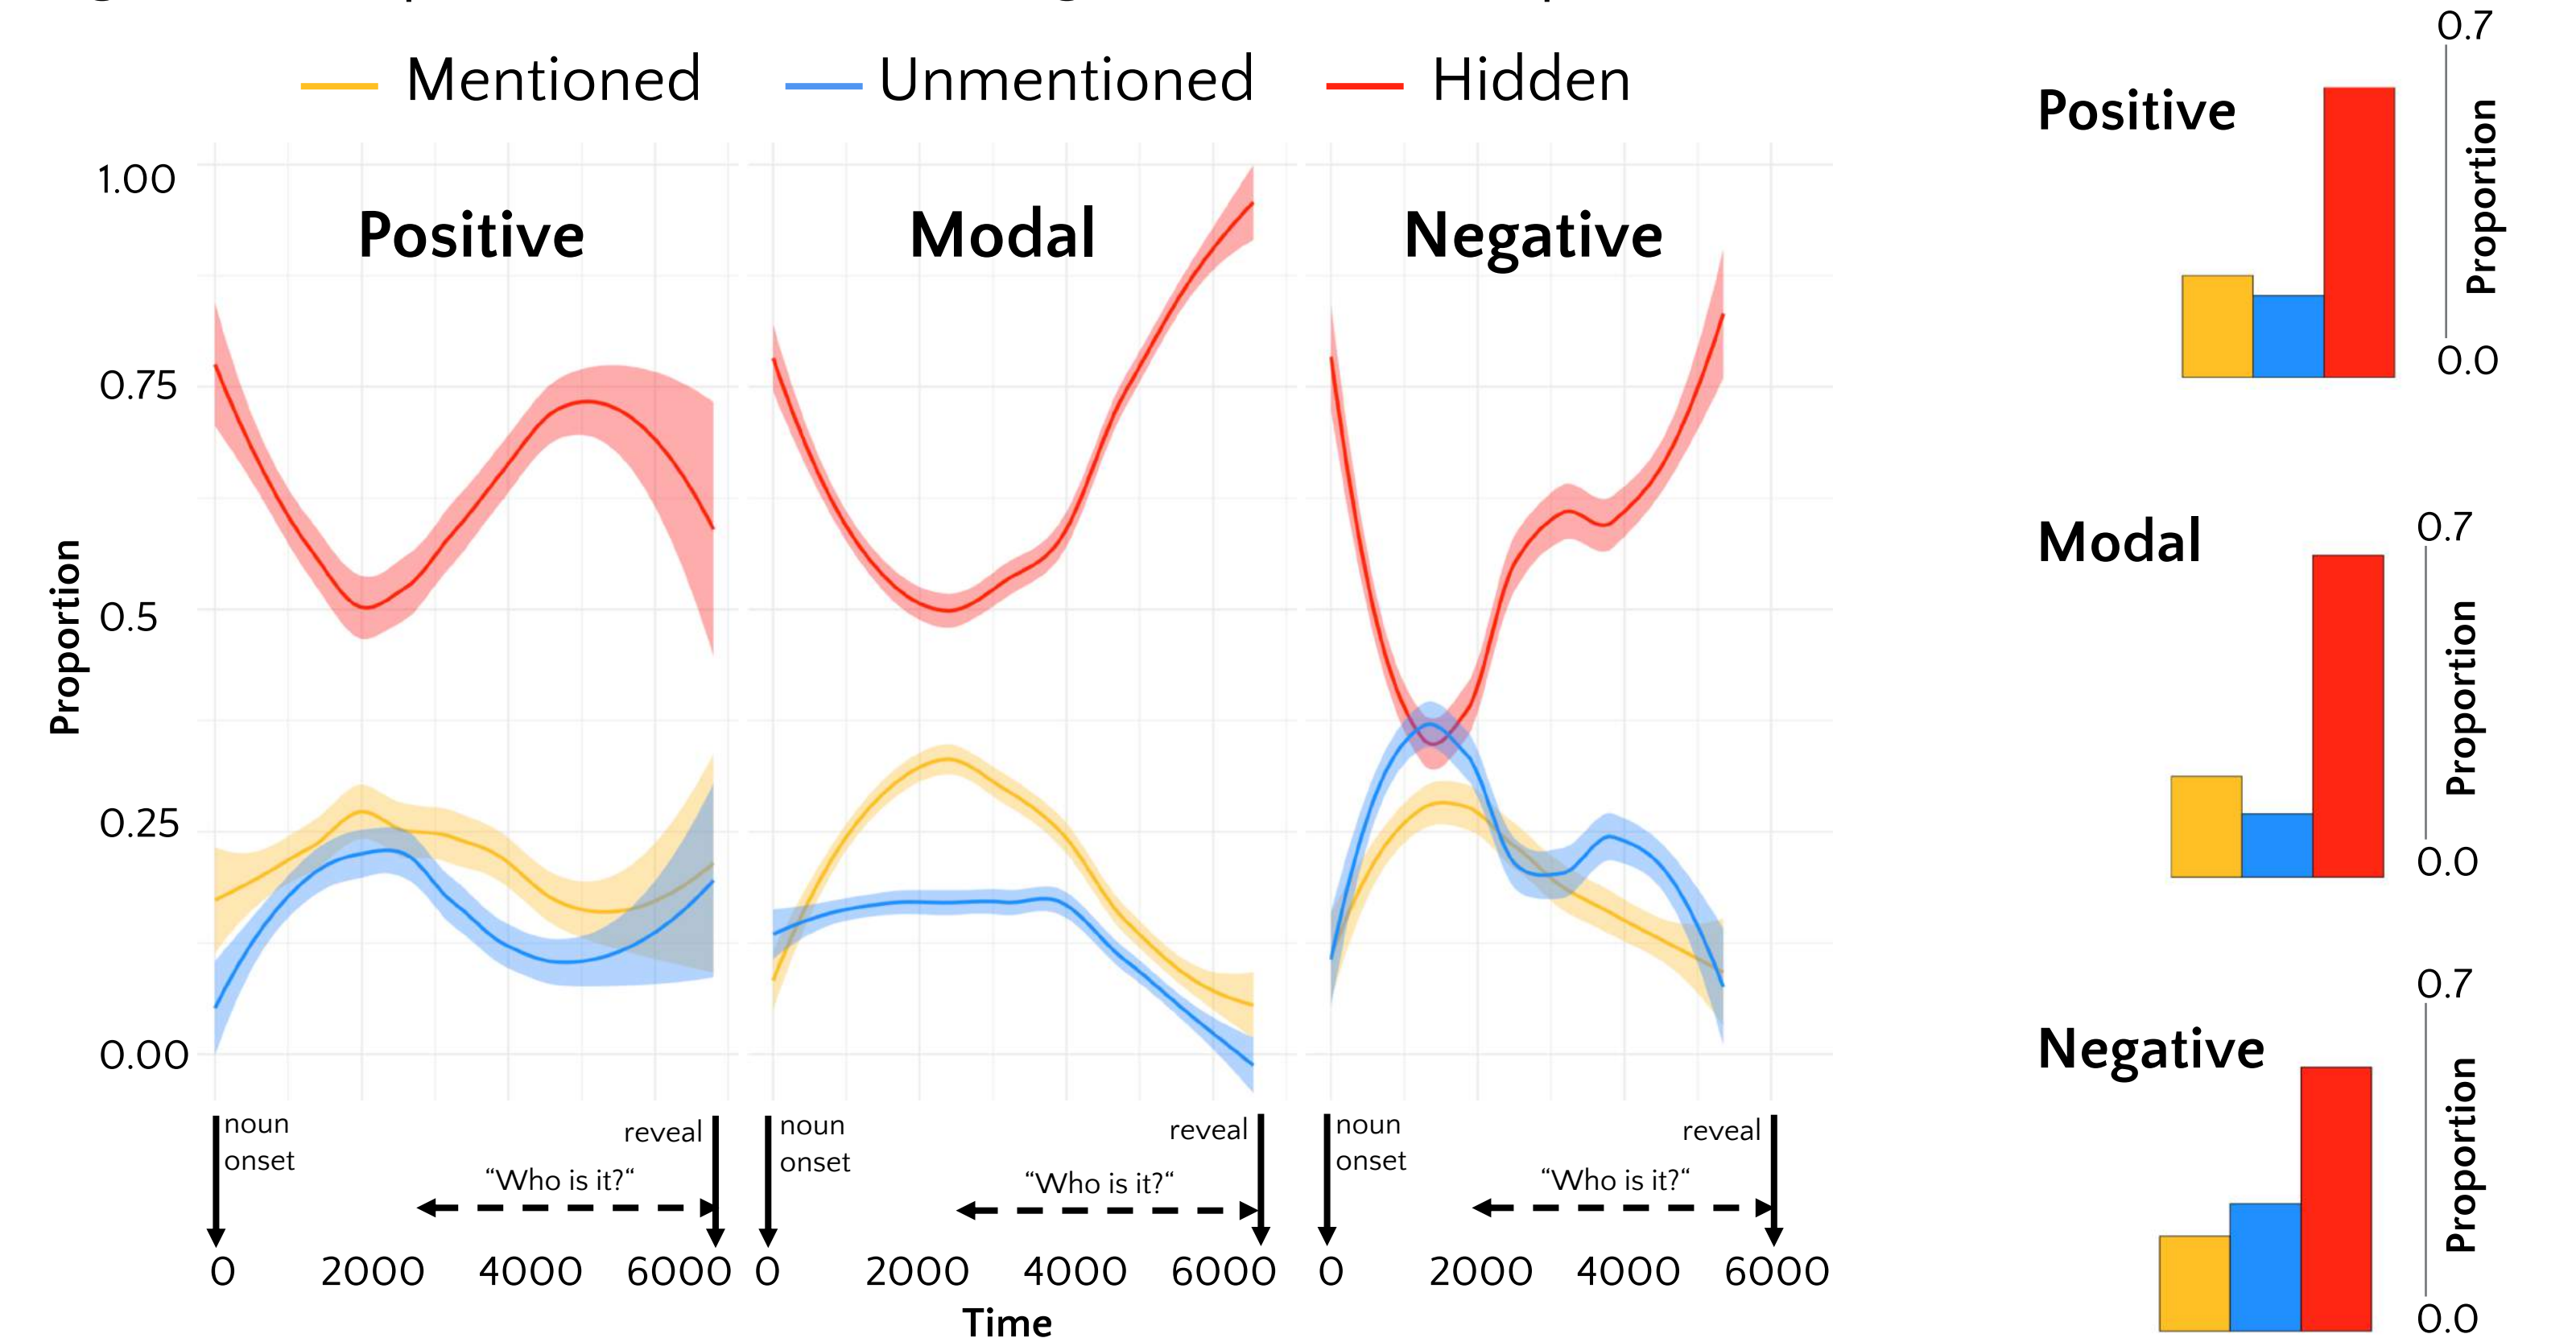 Mentioned Unmentioned Hidden
Positive Modal Negative
1.00
0.75
0.5
0.25
0.00
Proportion
noun
onset
reveal
“Who is it?“
noun
onset
reveal
“Who is it?“
noun
onset
reveal
“Who is it?“
0 2000 4000 6000 0 2000 4000 6000 0 2000 4000 6000
Time
Positive
0.7
Proportion
0.0
Modal
0.7
Proportion
0.0
Negative
0.7
Proportion
0.0